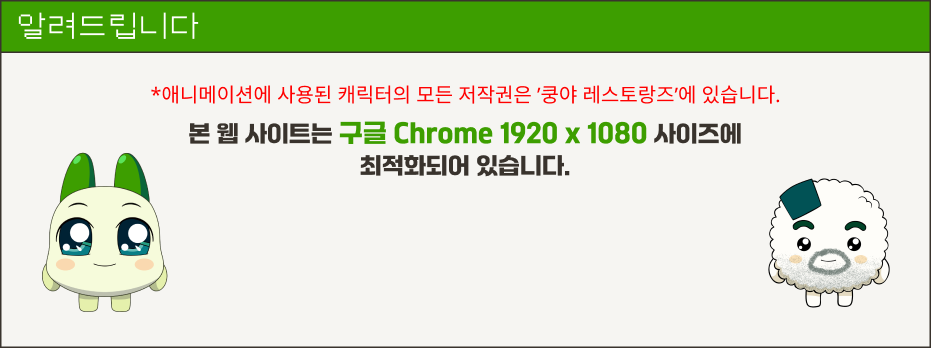 알려드립니다
*애니메이션에 사용된 캐릭터의 모든 저작권은 '쿵야 레스토랑즈'에 있습니다.
본 웹 사이트는 구글 Chrome 1920 x 1080 사이즈에
최적화되어 있습니다.